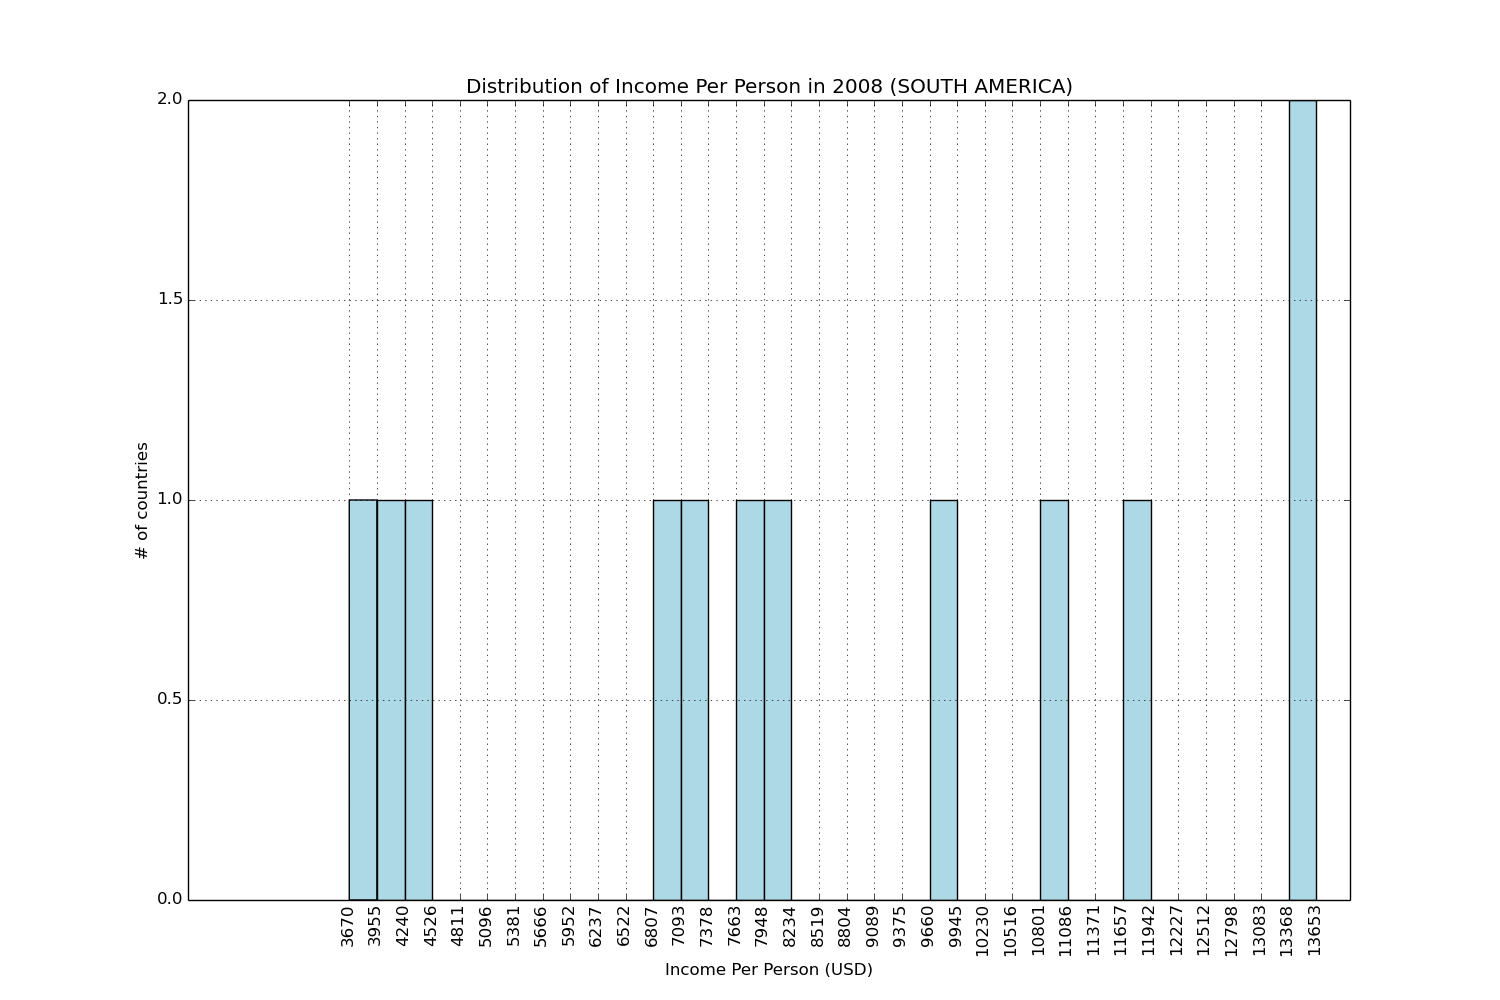 Distribution of Income Per Person in 2008 (SOUTH AMERICA)
2.0
1.5
1.0
0.5
0.0
# of countries
3670 3955 4240 4526 4811 5096 5381 5666 5952 6237 6522 6807 7093 7378 7663 7948 8234 8519 8804 9089 9375 9660 9945 10230 10516 10801 11086 11371 11657 11942 12227 12512 12798 13083 13368 13653
Income Per Person (USD)